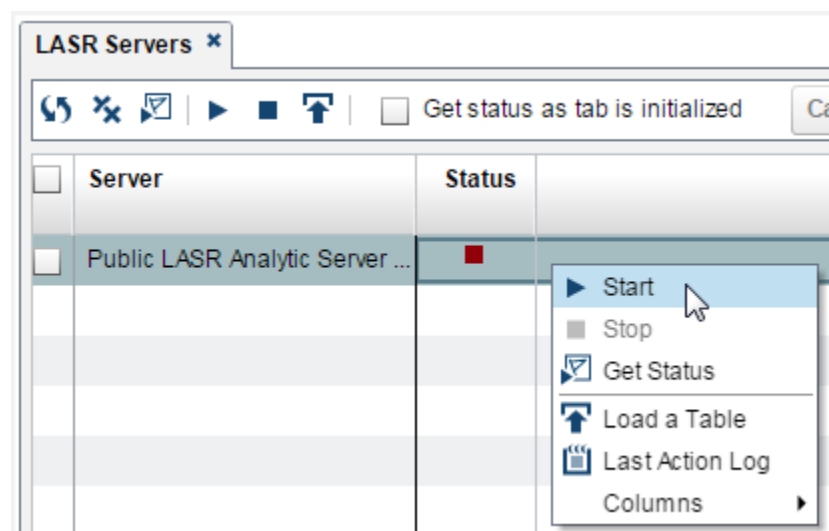 LASR Servers
Get status as tab is initialized
Ca
Server Status
Public LASR Analytic Server ...
Start
Stop
Get Status
Load a Table
Last Action Log
Columns